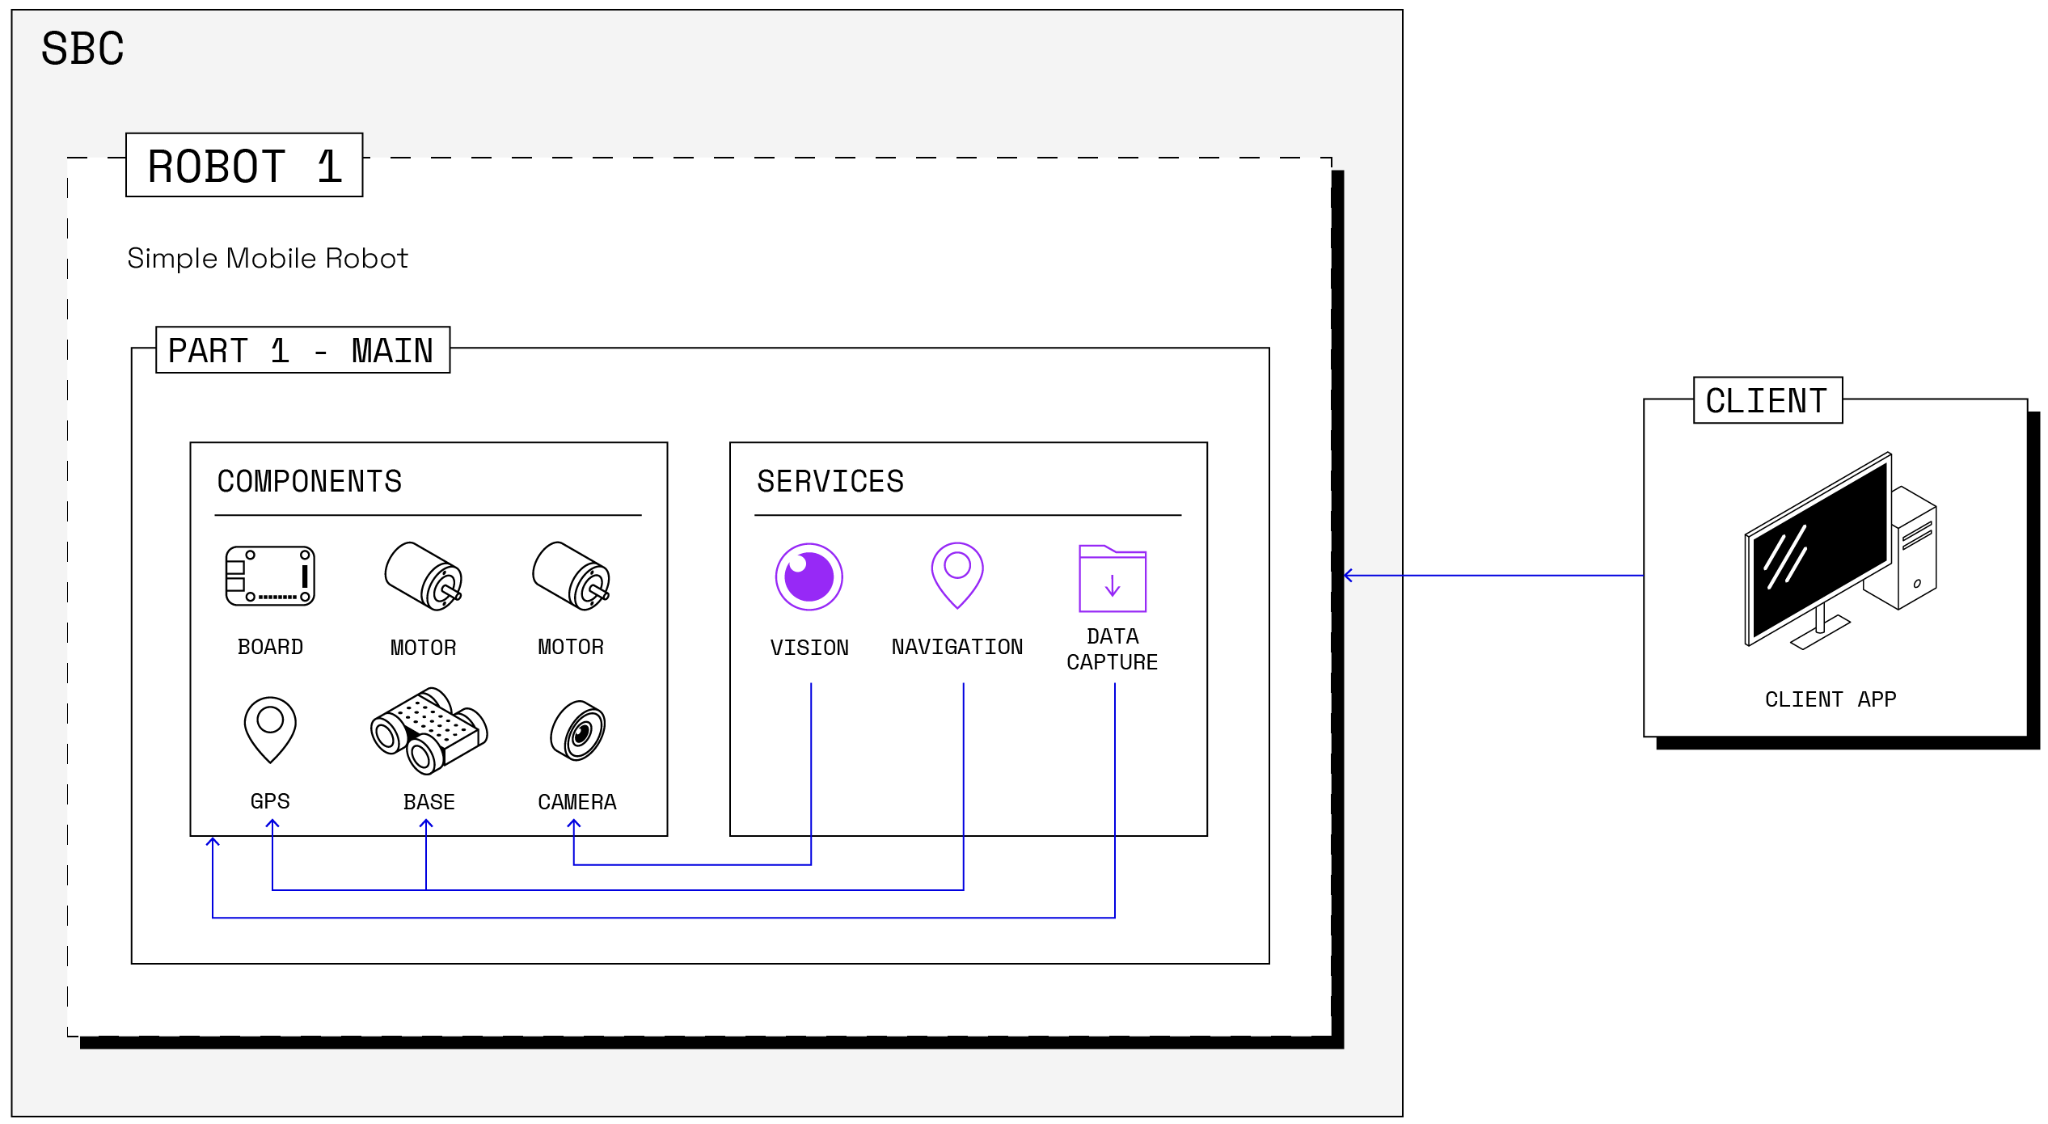 SBC
ROBOT 1
Simple Mobile Robot
PART 1 - MAIN
COMPONENTS
BOARD
MOTOR
MOTOR
GPS
BASE
CAMERA
SERVICES
VISION
NAVIGATION
DATA
CAPTURE
CLIENT
CLIENT APP